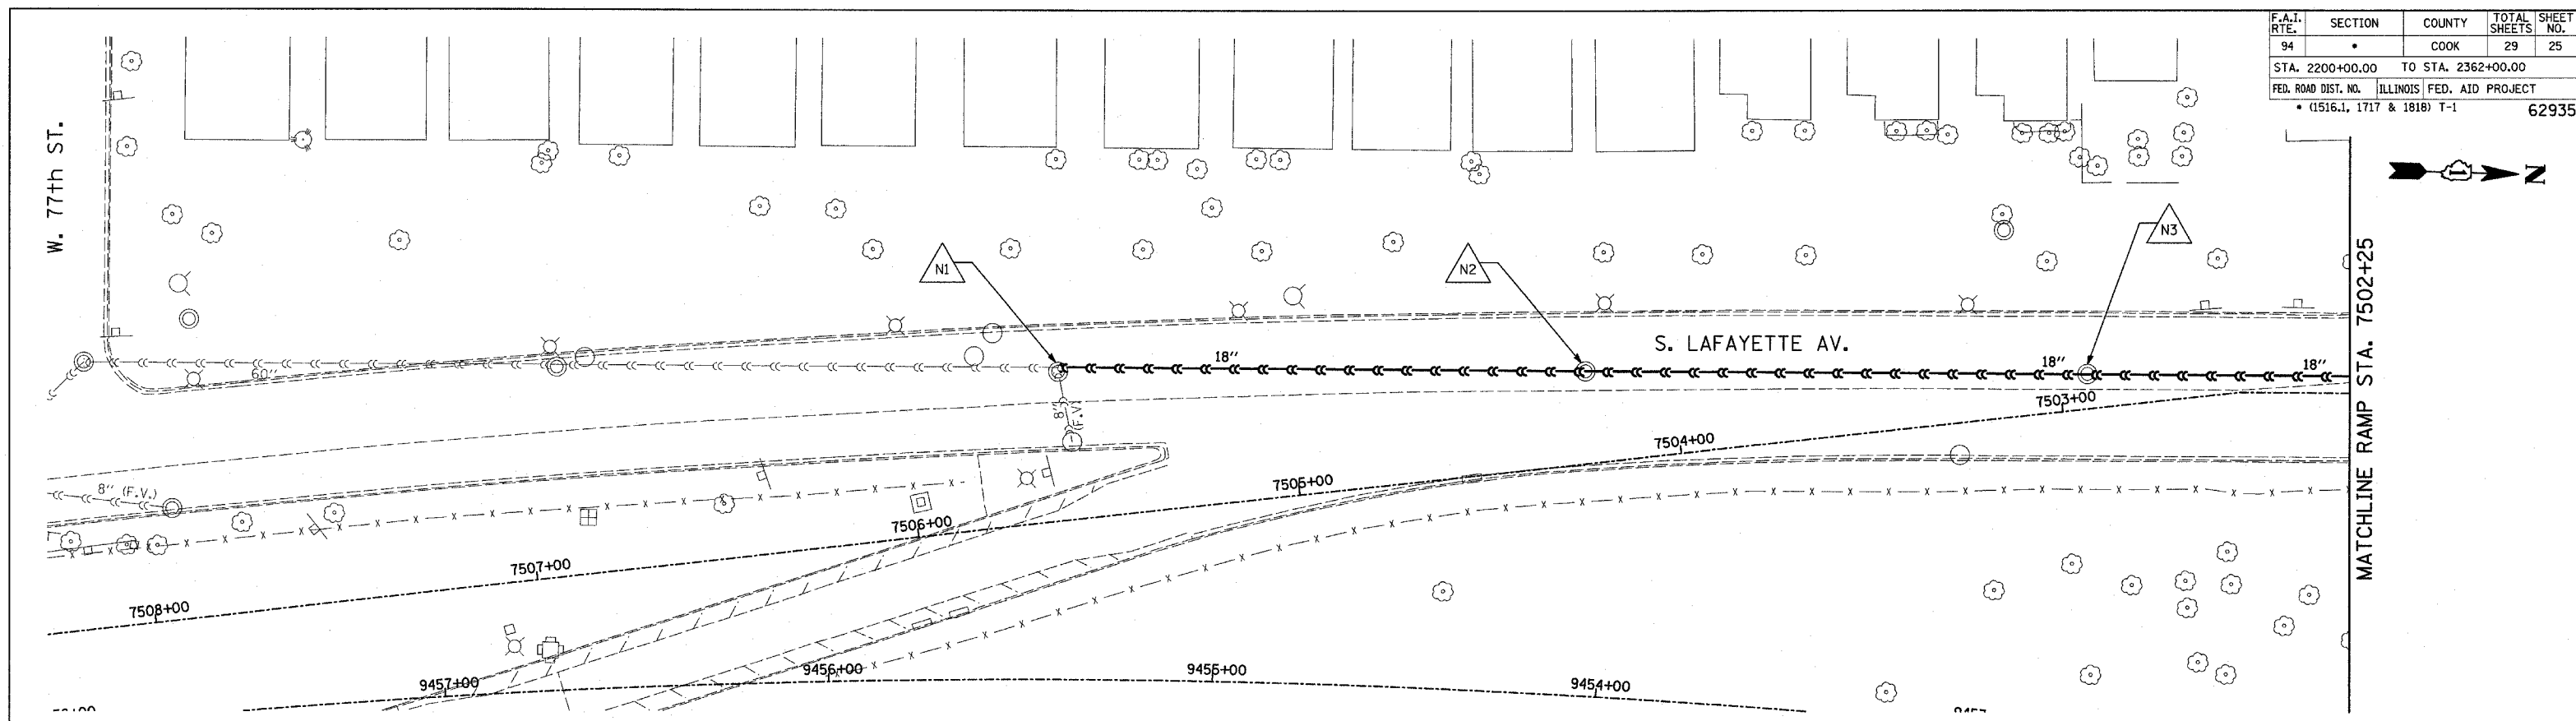 F.A.I. RTE. SECTION COUNTY TOTAL SHEETS SHEET NO.
94 • COOK 29 25
STA. 2200+00.00 TO STA. 2362+00.00
FED. ROAD DIST. NO. ILLINOIS FED. AID PROJECT
• (1516.1, 1717 & 1818) T-1
62935
W. 77th ST.
N
N1
N2
N3
MATCHLINE RAMP STA. 7502+25
S. LAFAYETTE AV.
60"
18"
18"
18"
8" (F.V.)
7503+00
7504+00
7505+00
7506+00
7507+00
7508+00
8" (F.V.)
9457+00
9456+00
9455+00
9454+00